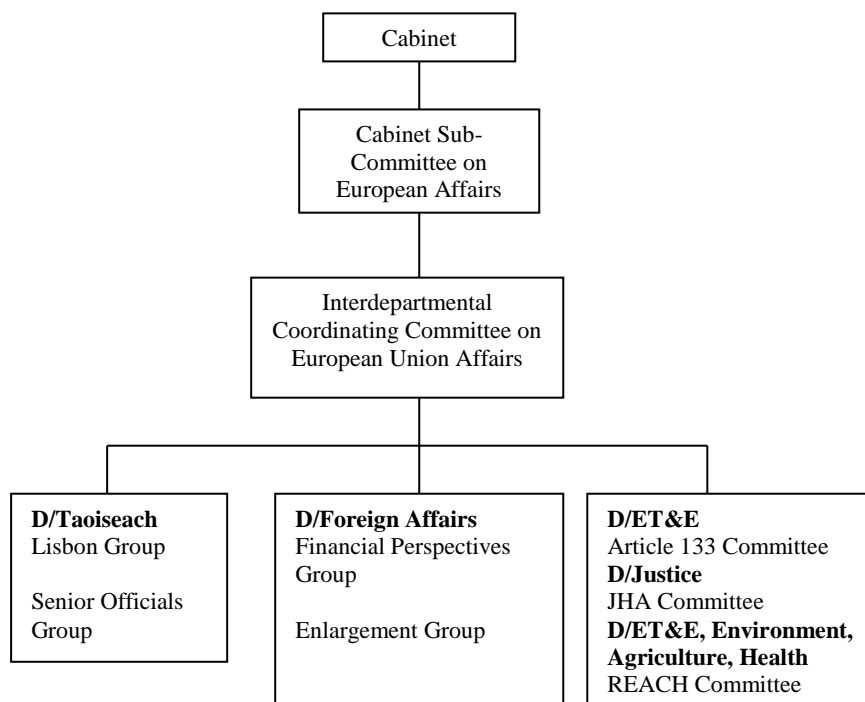 Cabinet
Cabinet Sub-
Committee on
European Affairs
Interdepartmental
Coordinating Committee on
European Union Affairs
D/Taoiseach
Lisbon Group
Senior Officials
Group
D/Foreign Affairs
Financial Perspectives
Group
Enlargement Group
D/ET&E
Article 133 Committee
D/Justice
JHA Committee
D/ET&E, Environment,
Agriculture, Health
REACH Committee